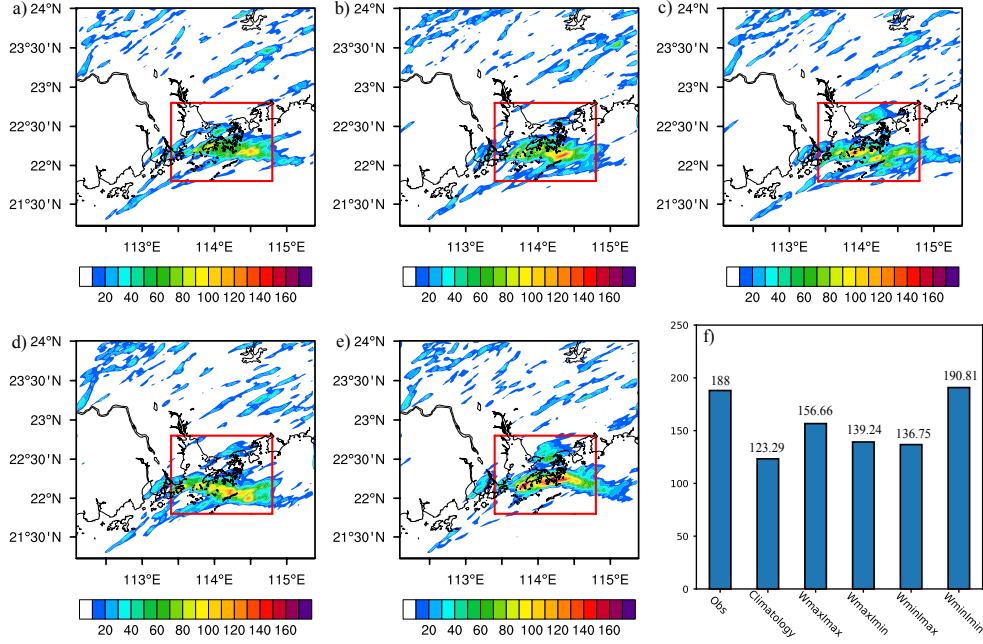 a)
24°N
23°30'N
23°N
22°30'N
22°N
21°30'N
113°E 114°E 115°E
20 40 60 80 100 120 140 160
b)
24°N
23°30'N
23°N
22°30'N
22°N
21°30'N
113°E 114°E 115°E
20 40 60 80 100 120 140 160
c)
24°N
23°30'N
23°N
22°30'N
22°N
21°30'N
113°E 114°E 115°E
20 40 60 80 100 120 140 160
d)
24°N
23°30'N
23°N
22°30'N
22°N
21°30'N
113°E 114°E 115°E
20 40 60 80 100 120 140 160
e)
24°N
23°30'N
23°N
22°30'N
22°N
21°30'N
113°E 114°E 115°E
20 40 60 80 100 120 140 160
f)
250
200
150
100
50
0
188 123.29 156.66 139.24 136.75 190.81
Obs Climatology Wmaxlmax Wmaxlmin Wminlmax Wminlmin